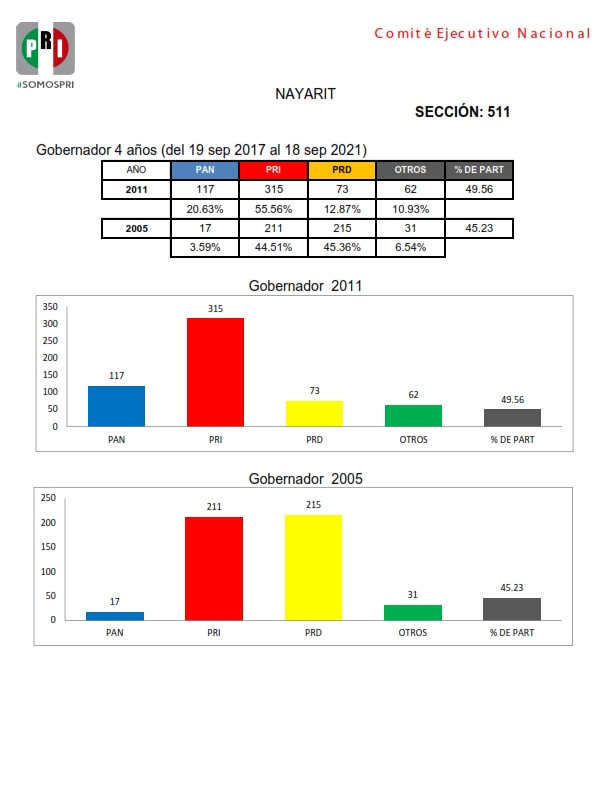 Comité Ejecutivo Nacional
PRI
#SOMOSPRI
NAYARIT
SECCIÓN: 511
Gobernador 4 años (del 19 sep 2017 al 18 sep 2021)
AÑO PAN PRI PRD OTROS % DE PART
2011 117 315 73 62 49.56
20.63% 55.56% 12.87% 10.93%
2005 17 211 215 31 45.23
3.59% 44.51% 45.36% 6.54%
Gobernador 2011
350
300
250
200
150
100
50
0
117
315
73
62
49.56
PAN PRI PRD OTROS % DE PART
Gobernador 2005
250
200
150
100
50
0
17
211
215
31
45.23
PAN PRI PRD OTROS % DE PART